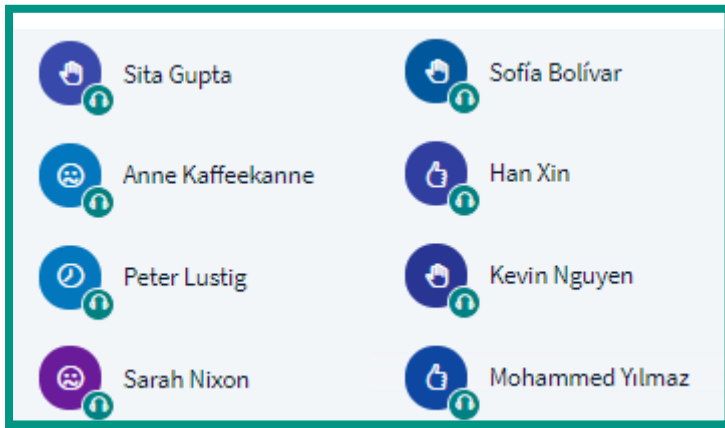 Sita Gupta
Sofía Bolívar
Anne Kaffeekanne
Han Xin
Peter Lustig
Kevin Nguyen
Sarah Nixon
Mohammed Yılmaz